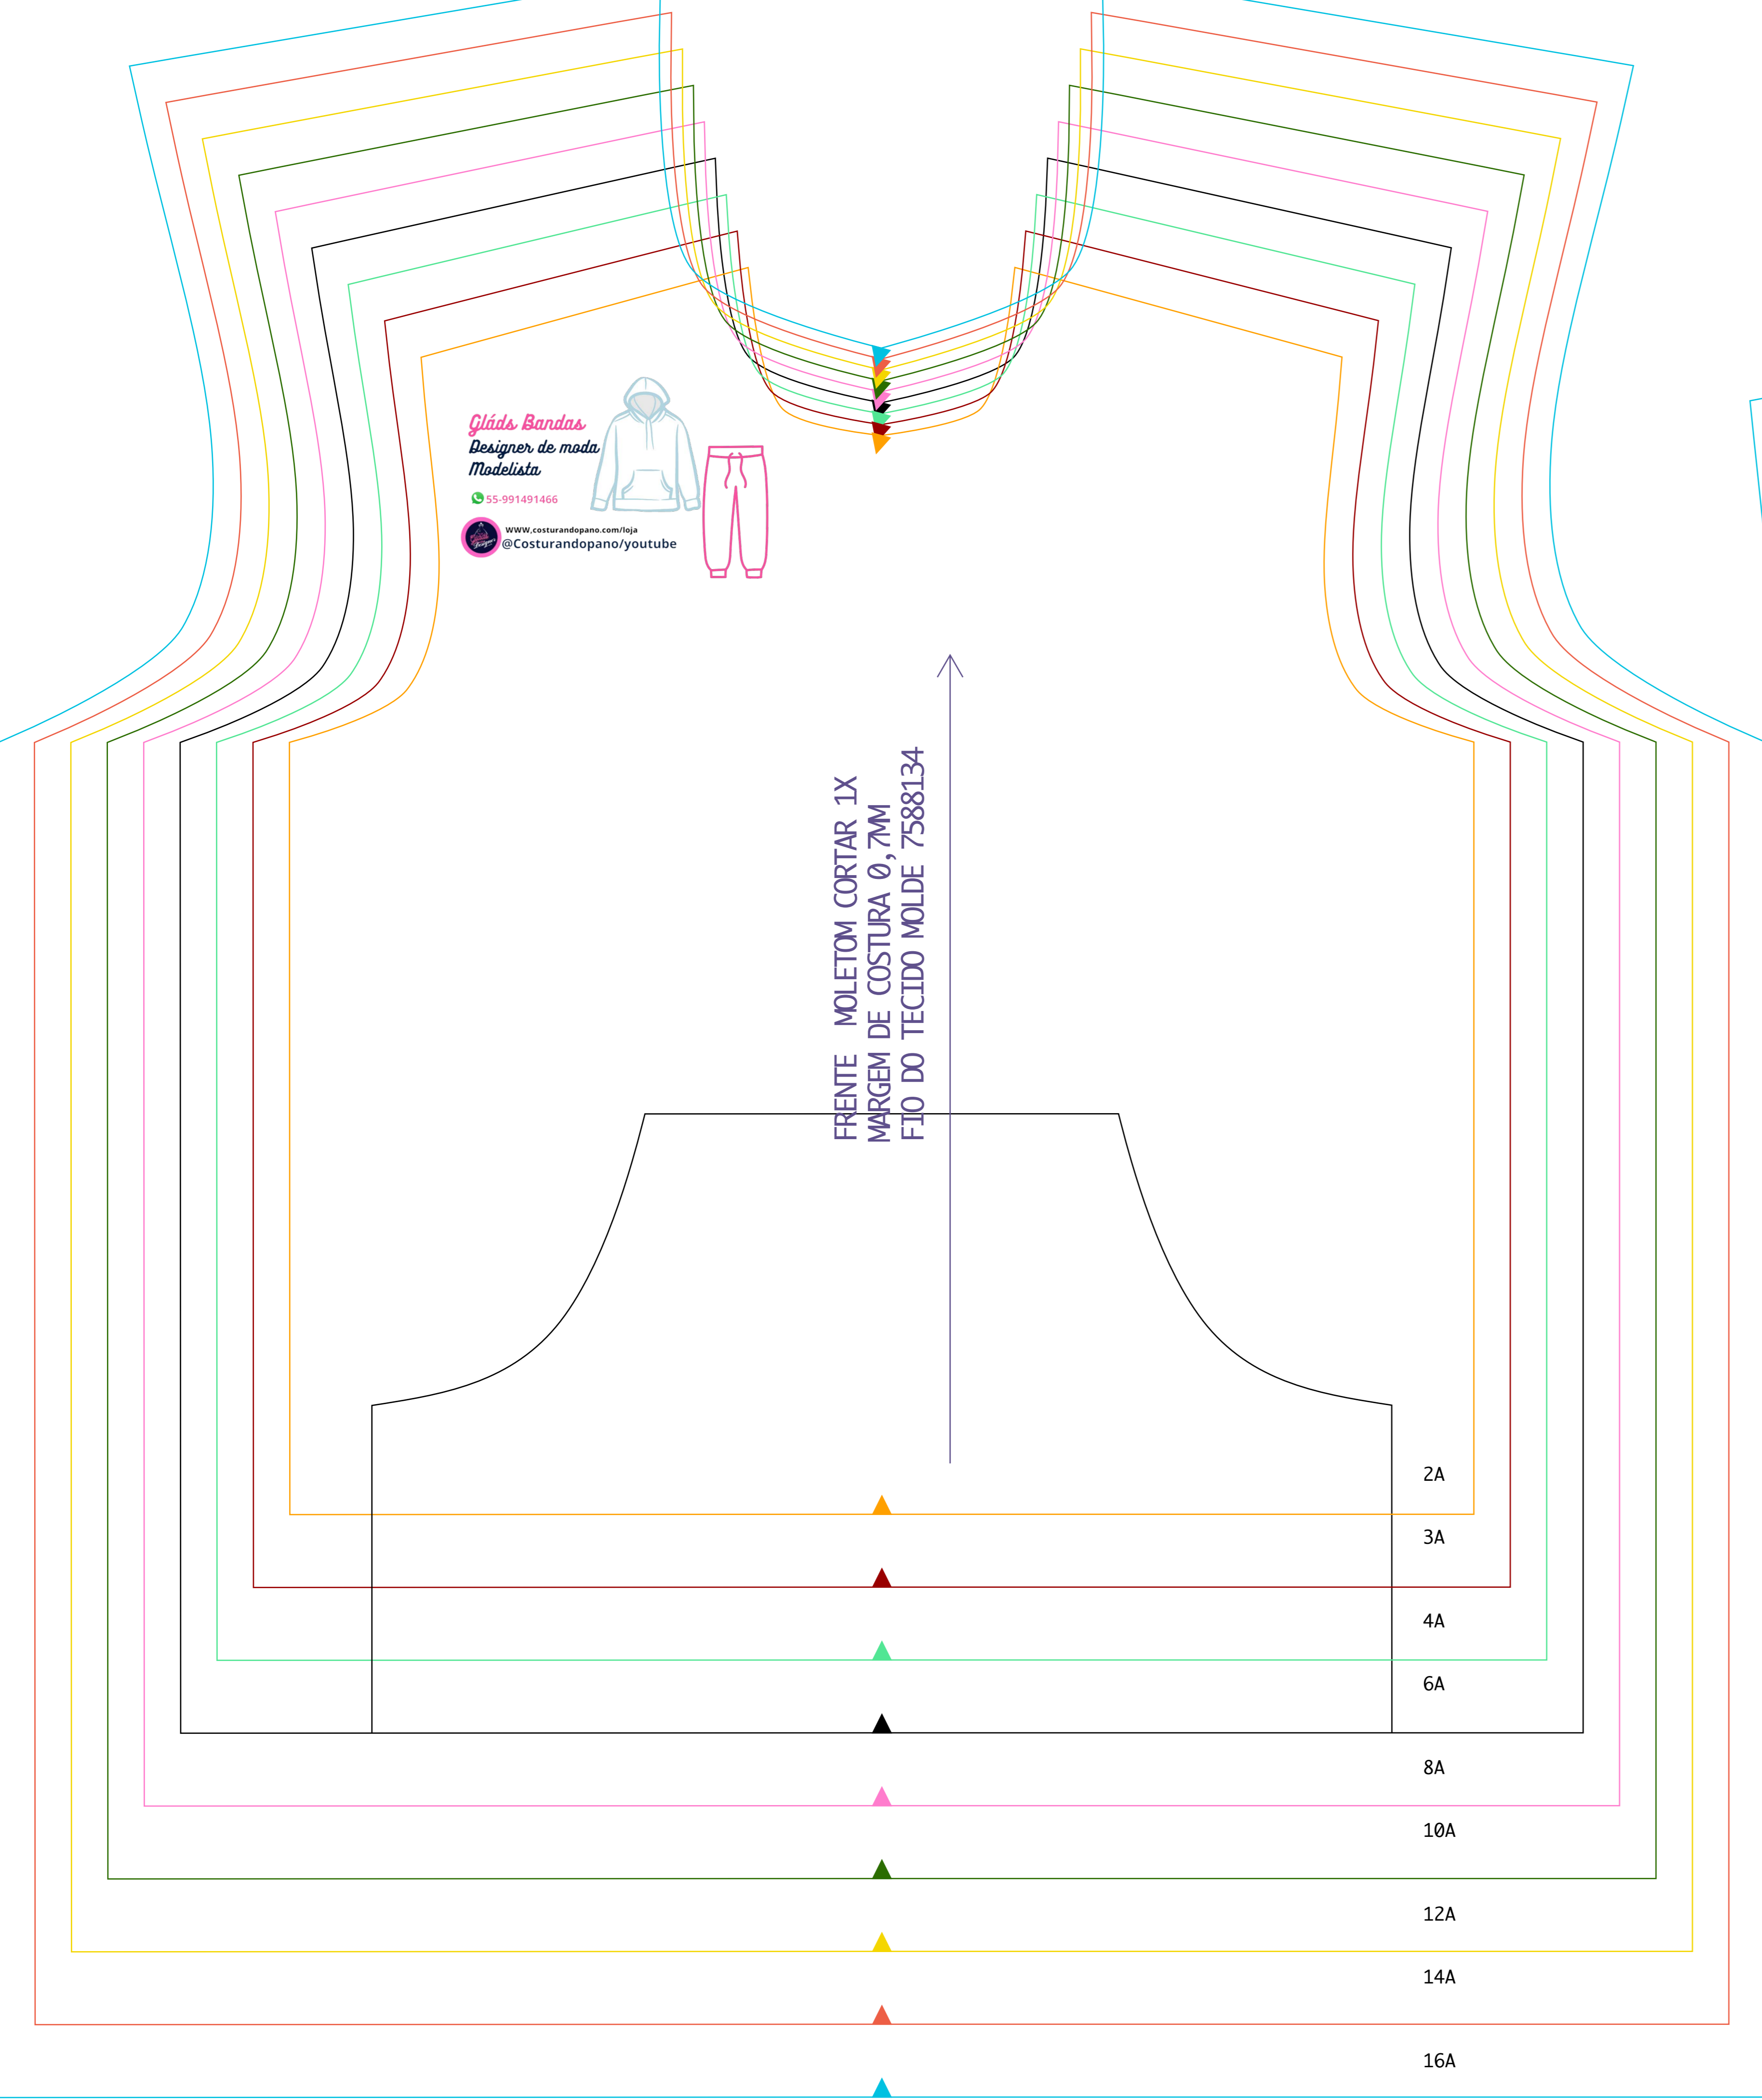 Gláds Bandas
Designer de moda
Modelista
55-991491466
WWW,costurandopano.com/loja
@Costurandopano/youtube
FRENTE MOLETOM CORTAR 1X
MARGEM DE COSTURA 0,7MM
FIO DO TECIDO MOLDE 7588134
2A
3A
4A
6A
8A
10A
12A
14A
16A